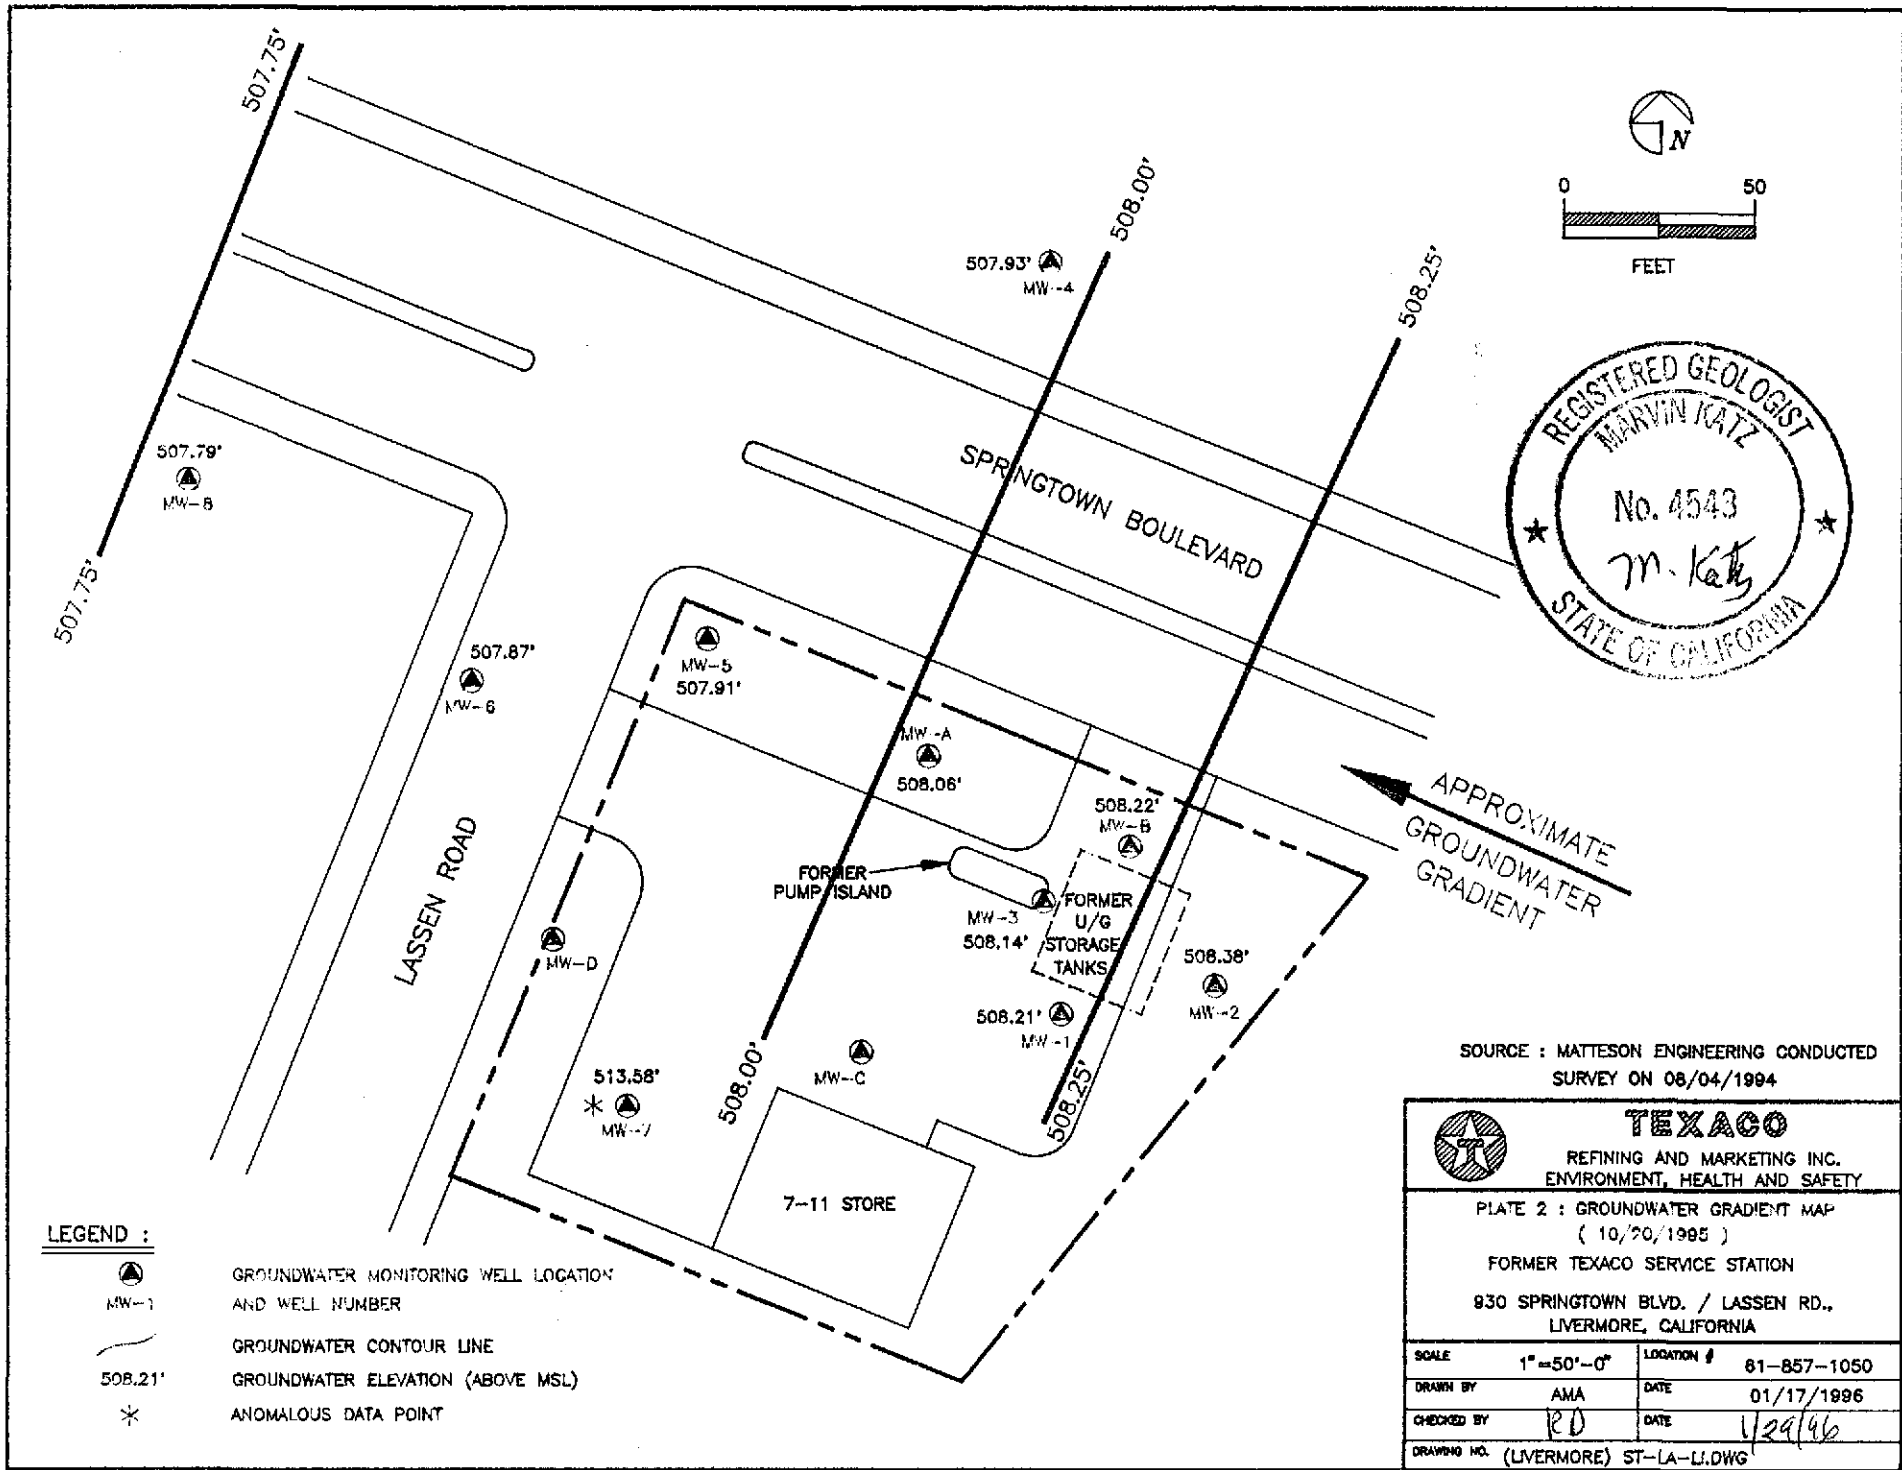 507.75'
508.00'
508.25'
N
0 50
FEET
507.93'
MW-4
REGISTERED GEOLOGIST
MARVIN KATZ
No. 4543
M. Katz
STATE OF CALIFORNIA
507.79'
MW-8
SPRINGTOWN BOULEVARD
507.75'
507.87'
MW-6
MW-5
507.91'
MW-A
508.06'
508.22'
MW-B
APPROXIMATE
GROUNDWATER
GRADIENT
LASSEN ROAD
FORMER
PUMP ISLAND
MW-3
508.14'
FORMER
U/G
STORAGE
TANKS
MW-D
508.38'
MW-2
508.21'
MW-1
MW-C
513.58'
MW-7
508.00'
508.25'
7-11 STORE
SOURCE : MATTESON ENGINEERING CONDUCTED
SURVEY ON 08/04/1994
LEGEND :
MW-1
GROUNDWATER MONITORING WELL LOCATION
AND WELL NUMBER
GROUNDWATER CONTOUR LINE
508.21' GROUNDWATER ELEVATION (ABOVE MSL)
* ANOMALOUS DATA POINT
T
TEXACO
REFINING AND MARKETING INC.
ENVIRONMENT, HEALTH AND SAFETY
PLATE 2 : GROUNDWATER GRADIENT MAP
( 10/20/1995 )
FORMER TEXACO SERVICE STATION
930 SPRINGTOWN BLVD. / LASSEN RD.,
LIVERMORE, CALIFORNIA
SCALE 1"=50'-0" LOCATION # 61-857-1050
DRAWN BY AMA DATE 01/17/1996
CHECKED BY RD DATE 1/29/96
DRAWING NO. (LIVERMORE) ST-LA-LI.DWG